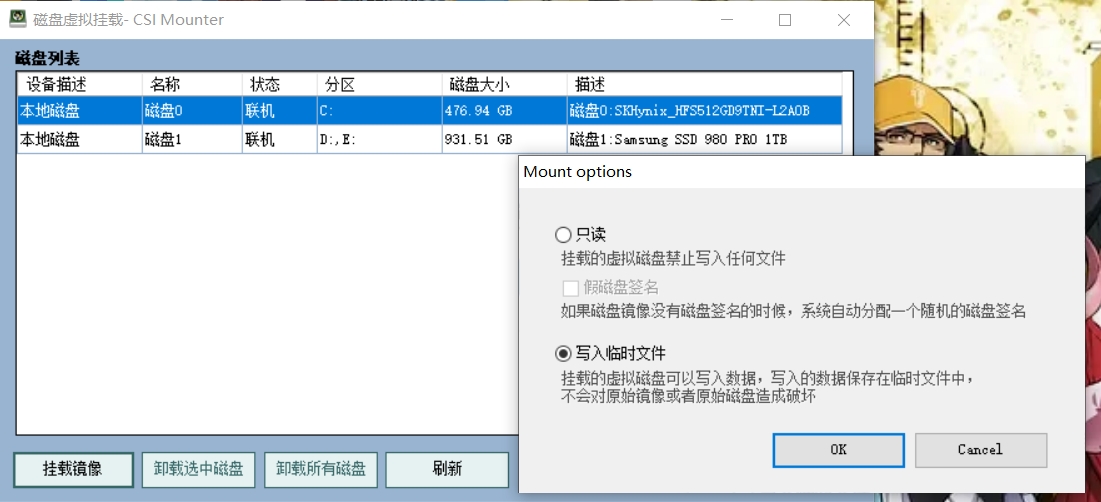 磁盘虚拟挂载- CSI Mounter
磁盘列表
设备描述 名称 状态 分区 磁盘大小 描述
本地磁盘 磁盘0 联机 C: 476.94 GB 磁盘0:SKHynix_HFS512GD9TNI-L2A0B
本地磁盘 磁盘1 联机 D:,E: 931.51 GB 磁盘1:Samsung SSD 980 PRO 1TB
Mount options
只读
挂载的虚拟磁盘禁止写入任何文件
假磁盘签名
如果磁盘镜像没有磁盘签名的时候，系统自动分配一个随机的磁盘签名
写入临时文件
挂载的虚拟磁盘可以写入数据，写入的数据保存在临时文件中，
不会对原始镜像或者原始磁盘造成破坏
OK Cancel
挂载镜像 卸载选中磁盘 卸载所有磁盘 刷新